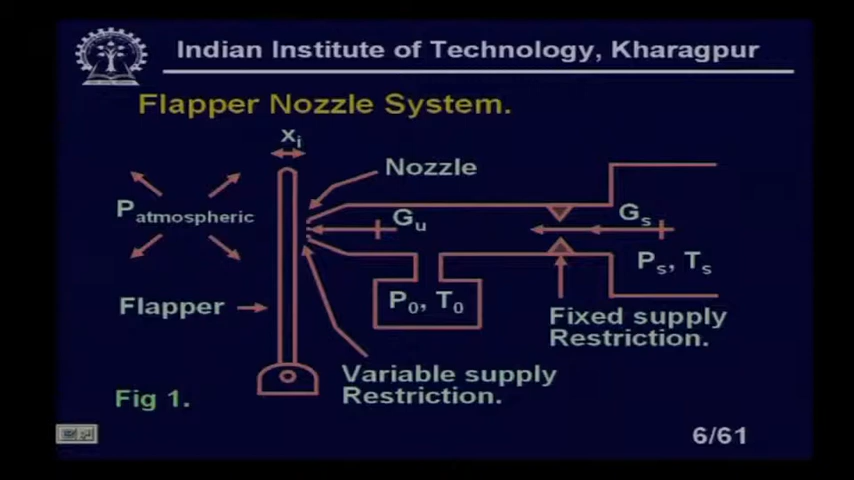 Indian Institute of Technology, Kharagpur
Flapper Nozzle System.
xi
Nozzle
Patmospheric
Gu
Gs
Ps, Ts
Flapper
P0, T0
Fixed supply
Restriction.
Variable supply
Restriction.
Fig 1.
6/61